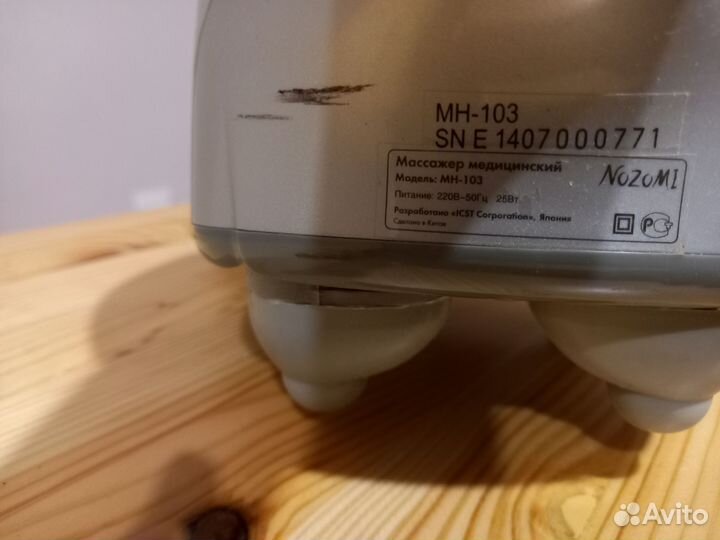 MH-103
SN E 1407000771
Массажер медицинский
NOZOMI
Модель: MH-103
Питание: 220В~50Гц 25Вт
Разработано «ICST Corporation», Япония
Сделано в Китае
Avito